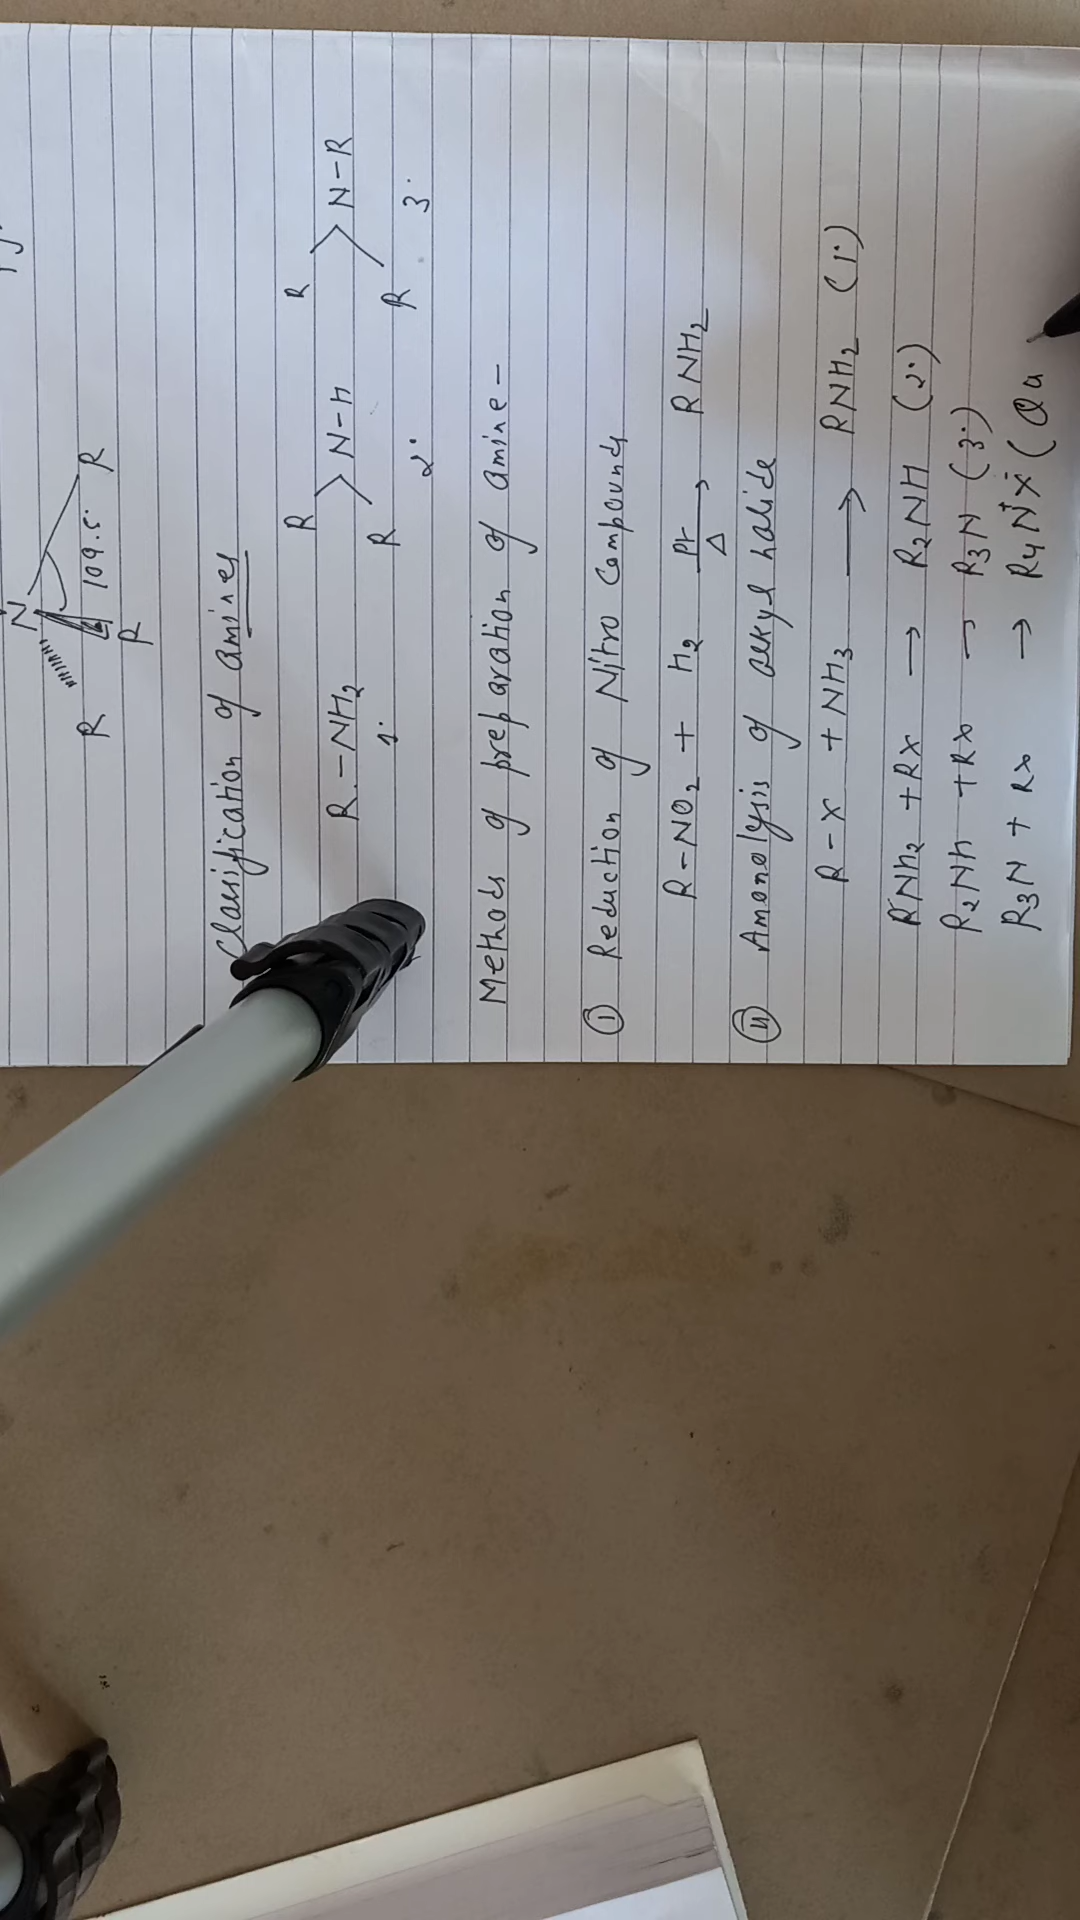 N
R 109.5 R
R
Classification of amines
R-NH2 R R N-H R R N-R
1° 2° 3°
Methods of preparation of amine-
(i) Reduction of Nitro Compounds
R-NO2 + H2 Pt Δ → RNH2
(ii) Amonolysis of alkyl halide
R-X + NH3 → RNH2 (1°)
RNH2 + RX → R2NH (2°)
R2NH + RX → R3N (3°)
R3N + RX → R4N⁺X⁻ (Qu